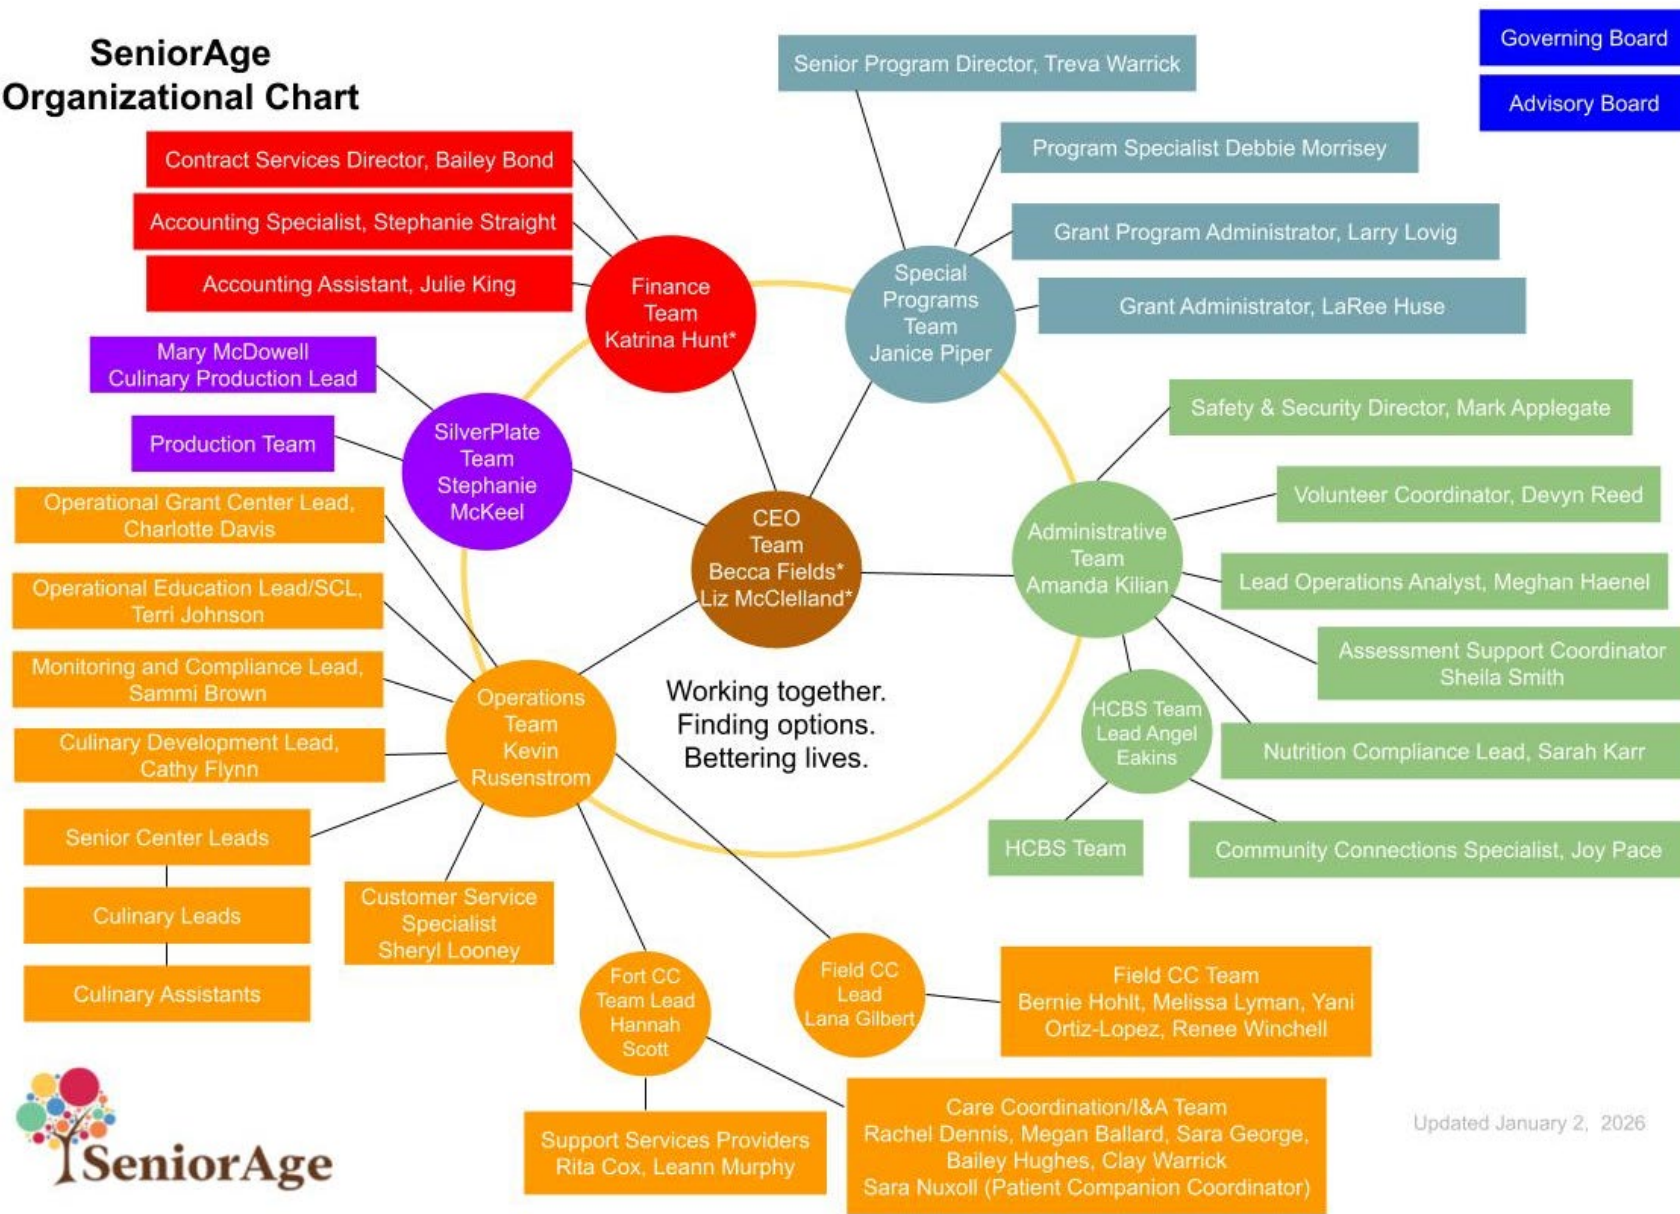 SeniorAge
Organizational Chart
Governing Board
Advisory Board
Senior Program Director, Treva Warrick
Program Specialist Debbie Morrisey
Grant Program Administrator, Larry Lovig
Grant Administrator, LaRee Huse
Special
Programs
Team
Janice Piper
Contract Services Director, Bailey Bond
Accounting Specialist, Stephanie Straight
Accounting Assistant, Julie King
Finance
Team
Katrina Hunt*
Mary McDowell
Culinary Production Lead
Production Team
SilverPlate
Team
Stephanie
McKeel
CEO
Team
Becca Fields*
Liz McClelland*
Administrative
Team
Amanda Kilian
Safety & Security Director, Mark Applegate
Volunteer Coordinator, Devyn Reed
Lead Operations Analyst, Meghan Haenel
Assessment Support Coordinator
Sheila Smith
Nutrition Compliance Lead, Sarah Karr
HCBS Team
Lead Angel
Eakins
HCBS Team
Community Connections Specialist, Joy Pace
Operational Grant Center Lead,
Charlotte Davis
Operational Education Lead/SCL,
Terri Johnson
Monitoring and Compliance Lead,
Sammi Brown
Culinary Development Lead,
Cathy Flynn
Operations
Team
Kevin
Rusenstrom
Working together.
Finding options.
Bettering lives.
Senior Center Leads
Culinary Leads
Culinary Assistants
Customer Service
Specialist
Sheryl Looney
Fort CC
Team Lead
Hannah
Scott
Field CC
Lead
Lana Gilbert
Field CC Team
Bernie Hohlt, Melissa Lyman, Yani
Ortiz-Lopez, Renee Winchell
Support Services Providers
Rita Cox, Leann Murphy
Care Coordination/I&A Team
Rachel Dennis, Megan Ballard, Sara George,
Bailey Hughes, Clay Warrick
Sara Nuxoll (Patient Companion Coordinator)
SeniorAge
Updated January 2, 2026